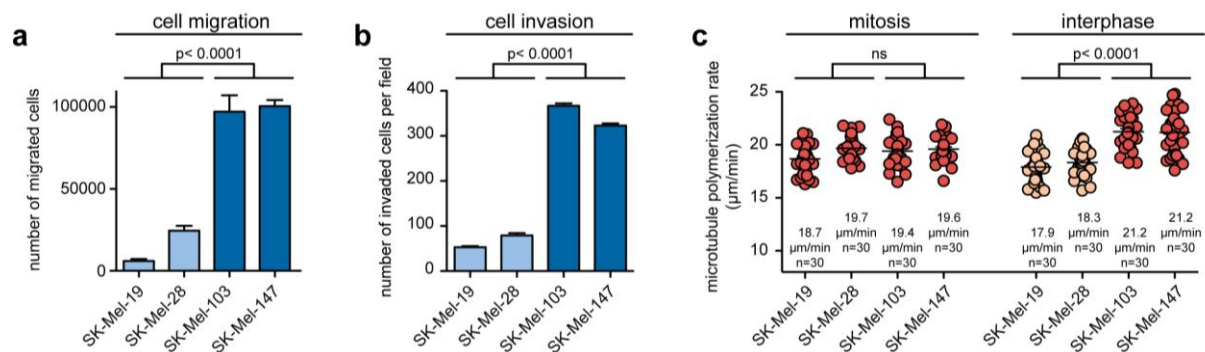 a
cell migration
p< 0.0001
number of migrated cells
100000
50000
0
SK-Mel-19
SK-Mel-28
SK-Mel-103
SK-Mel-147
b
cell invasion
p< 0.0001
number of invaded cells per field
400
300
200
100
0
SK-Mel-19
SK-Mel-28
SK-Mel-103
SK-Mel-147
c
mitosis
interphase
ns
p< 0.0001
microtubule polymerization rate
(μm/min)
25
20
15
10
18.7
μm/min
n=30
19.7
μm/min
n=30
19.4
μm/min
n=30
19.6
μm/min
n=30
17.9
μm/min
n=30
18.3
μm/min
n=30
21.2
μm/min
n=30
21.2
μm/min
n=30
SK-Mel-19
SK-Mel-28
SK-Mel-103
SK-Mel-147
SK-Mel-19
SK-Mel-28
SK-Mel-103
SK-Mel-147